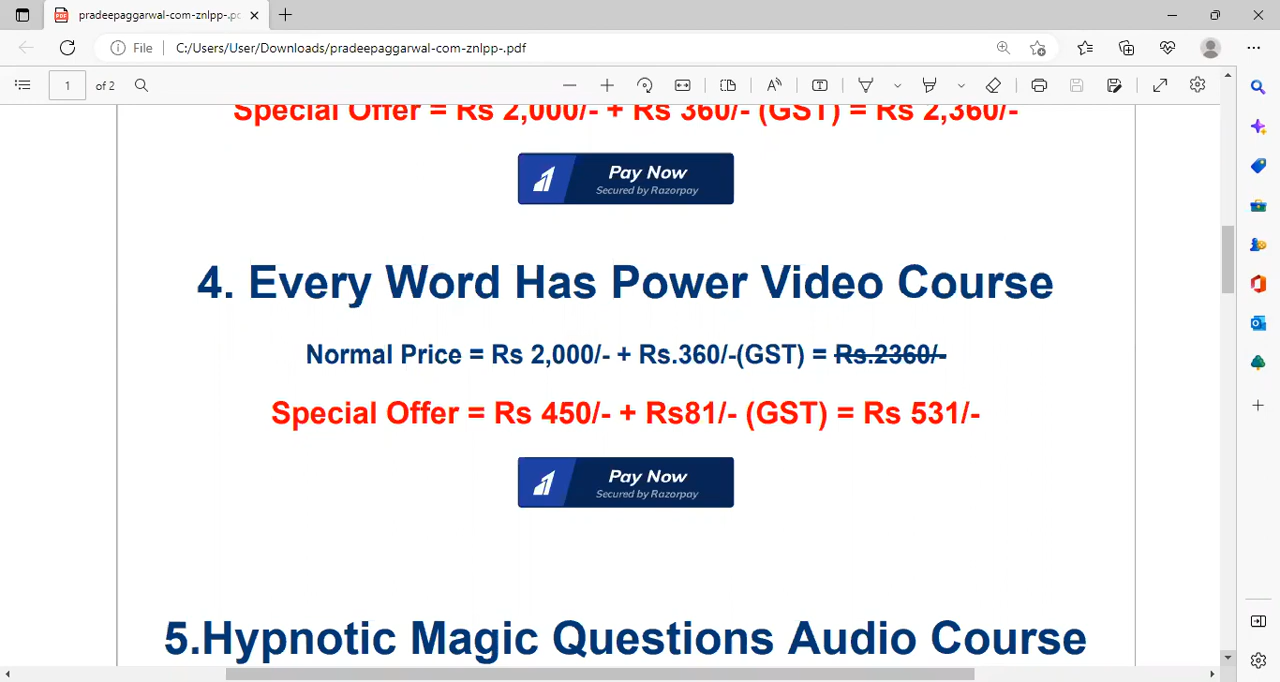 pradeepaggarwal-com-znlpp-.pd
File
C:/Users/User/Downloads/pradeepaggarwal-com-znlpp-.pdf
1
of 2
Special Offer = Rs 2,000/- + Rs 360/- (GST) = Rs 2,360/-
Pay Now
Secured by Razorpay
4. Every Word Has Power Video Course
Normal Price = Rs 2,000/- + Rs.360/-(GST) = Rs.2360/-
Special Offer = Rs 450/- + Rs81/- (GST) = Rs 531/-
Pay Now
Secured by Razorpay
5.Hypnotic Magic Questions Audio Course